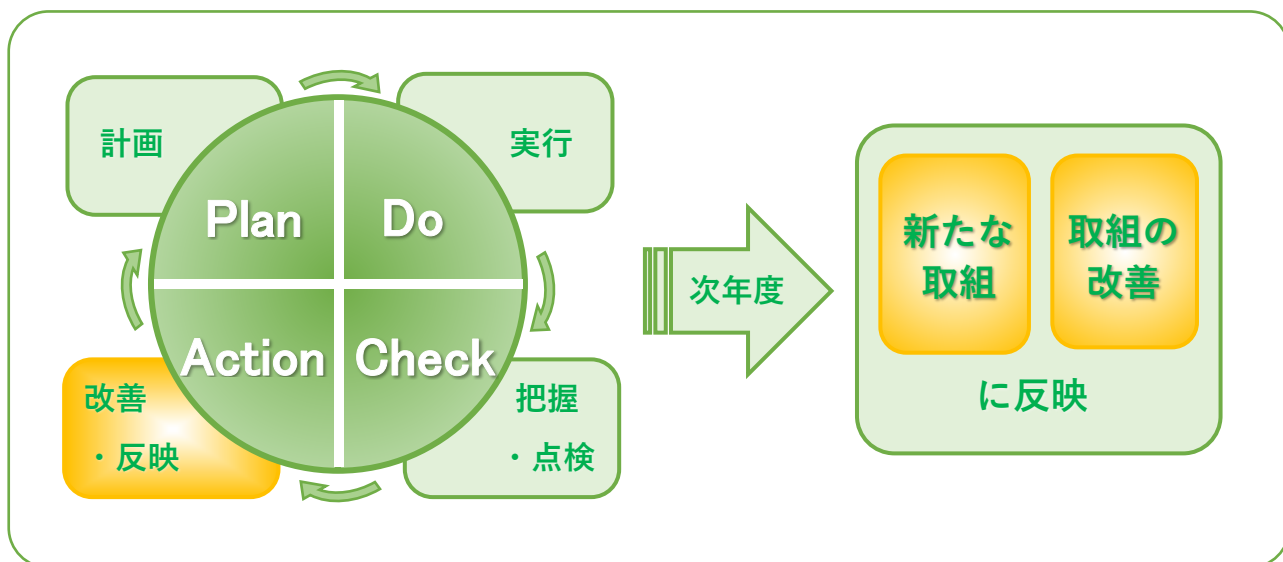 計画
実行
Plan
Do
Action
Check
改善
・反映
把握
・点検
次年度
新たな
取組
取組の
改善
に反映